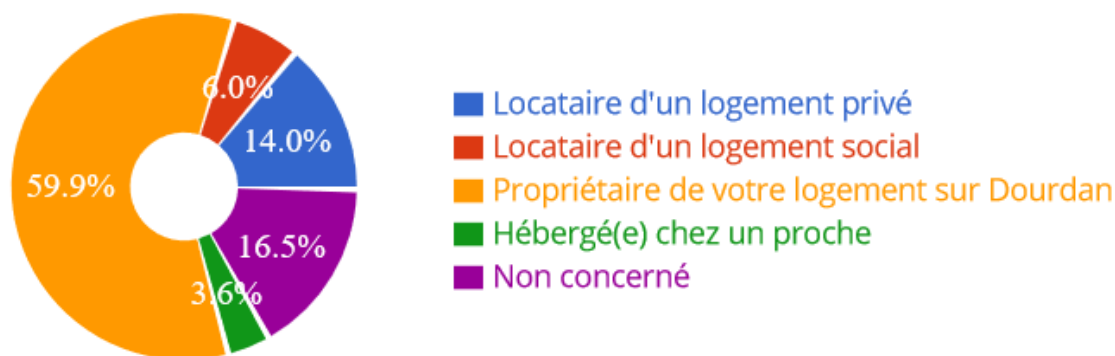 6.0%
14.0%
59.9%
16.5%
3.6%
Locataire d'un logement privé
Locataire d'un logement social
Propriétaire de votre logement sur Dourdan
Hébergé(e) chez un proche
Non concerné